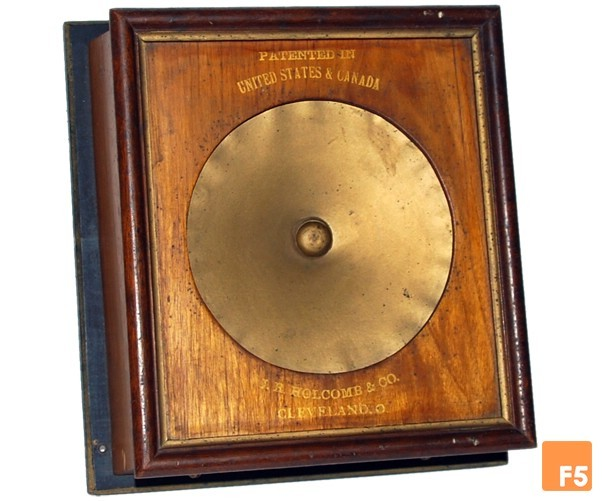 PATENTED IN
UNITED STATES & CANADA
J. R. HOLCOMB & CO.
CLEVELAND, O
F5